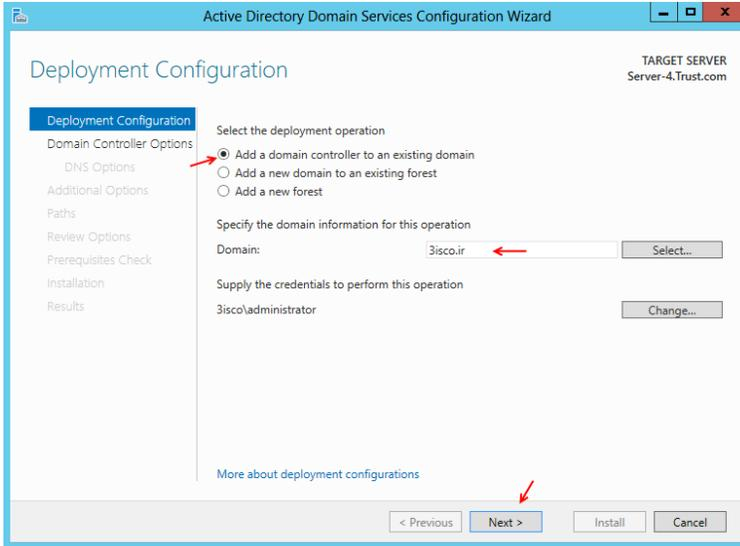 Active Directory Domain Services Configuration Wizard
Deployment Configuration
TARGET SERVER
Server-4.Trust.com
Deployment Configuration
Domain Controller Options
DNS Options
Additional Options
Paths
Review Options
Prerequisites Check
Installation
Results
Select the deployment operation
Add a domain controller to an existing domain
Add a new domain to an existing forest
Add a new forest
Specify the domain information for this operation
Domain: 3isco.ir Select...
Supply the credentials to perform this operation
3isco\administrator Change...
More about deployment configurations
< Previous Next > Install Cancel